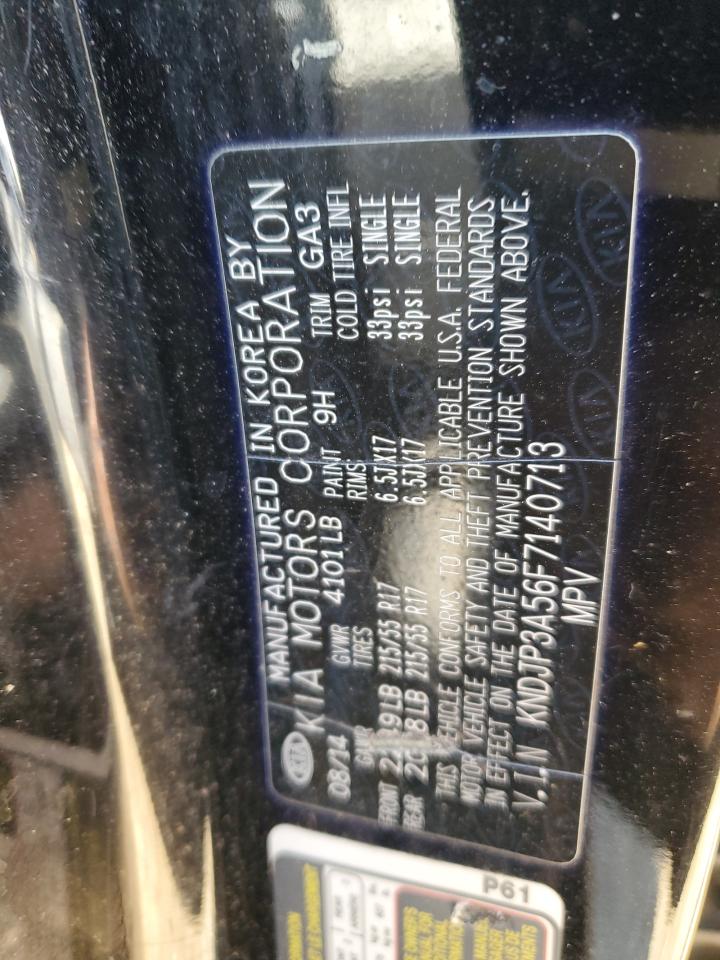 MANUFACTURED IN KOREA BY
KIA KIA MOTORS CORPORATION
08/14 GVWR 4101LB PAINT 9H TRIM GA3
TIRES RIMS COLD TIRE INFL
FRONT 215/55 R17 6.5JX17 33psi SINGLE
REAR 215/55 R17 6.5JX17 33psi SINGLE
THIS VEHICLE CONFORMS TO ALL APPLICABLE U.S.A. FEDERAL
MOTOR VEHICLE SAFETY AND THEFT PREVENTION STANDARDS
IN EFFECT ON THE DATE OF MANUFACTURE SHOWN ABOVE.
V.I.N KNDJP3A56F7140713
MPV
P61